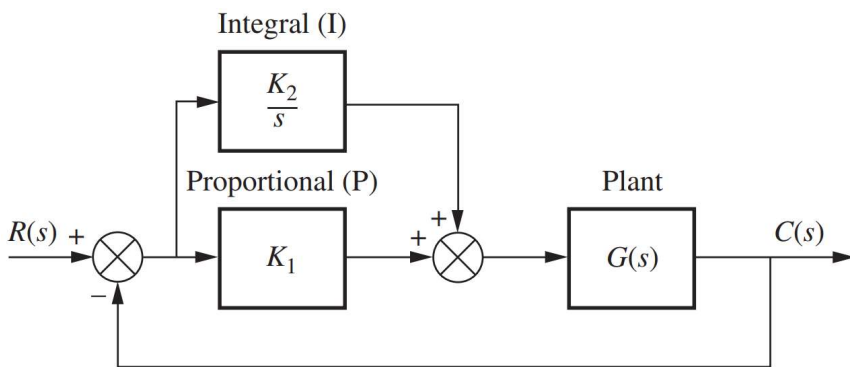 Integral (I)
K₂
s
Proportional (P)
Plant
R(s)
+
K₁
+
+
G(s)
C(s)
−